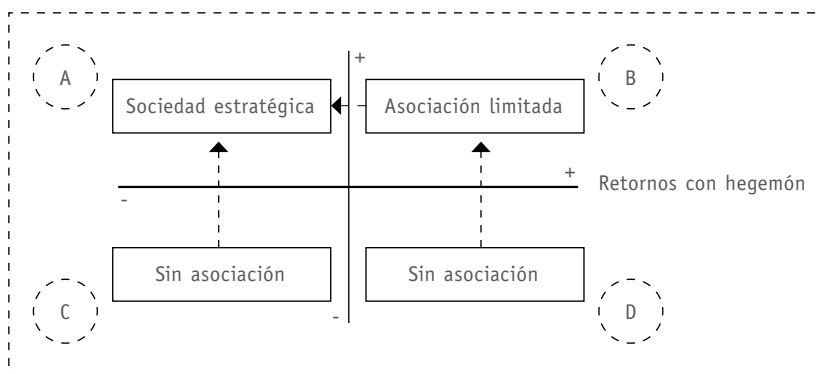 +
A
B
Sociedad estratégica
Asociación limitada
+
Retornos con hegemón
-
Sin asociación
Sin asociación
C
D
-